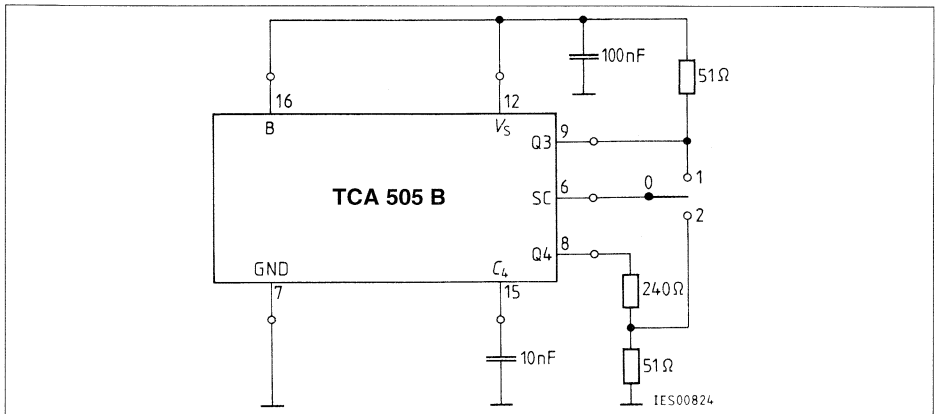 100nF
51Ω
16
12
B
VS
Q3
9
1
0
TCA 505 B
SC
6
2
Q4
8
GND
C4
7
15
240Ω
10nF
51Ω
IES00824